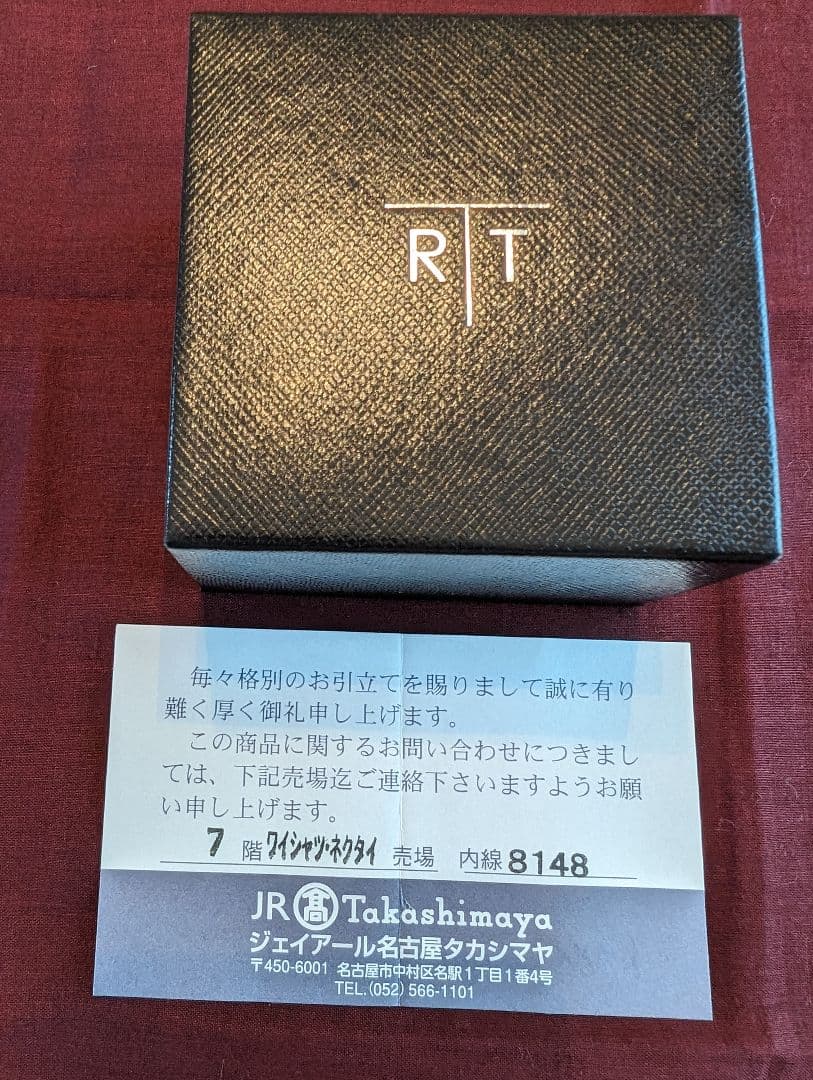 R T
毎々格別のお引立てを賜りまして誠に有り
難く厚く御礼申し上げます。
この商品に関するお問い合わせにつきまし
ては、下記売場迄ご連絡下さいますようお願
い申し上げます。
7 階 ワイシャツ・ネクタイ 売場 内線 8148
JR 髙 Takashimaya
ジェイアール名古屋タカシマヤ
〒450-6001 名古屋市中村区名駅1丁目1番4号
TEL.(052)566-1101